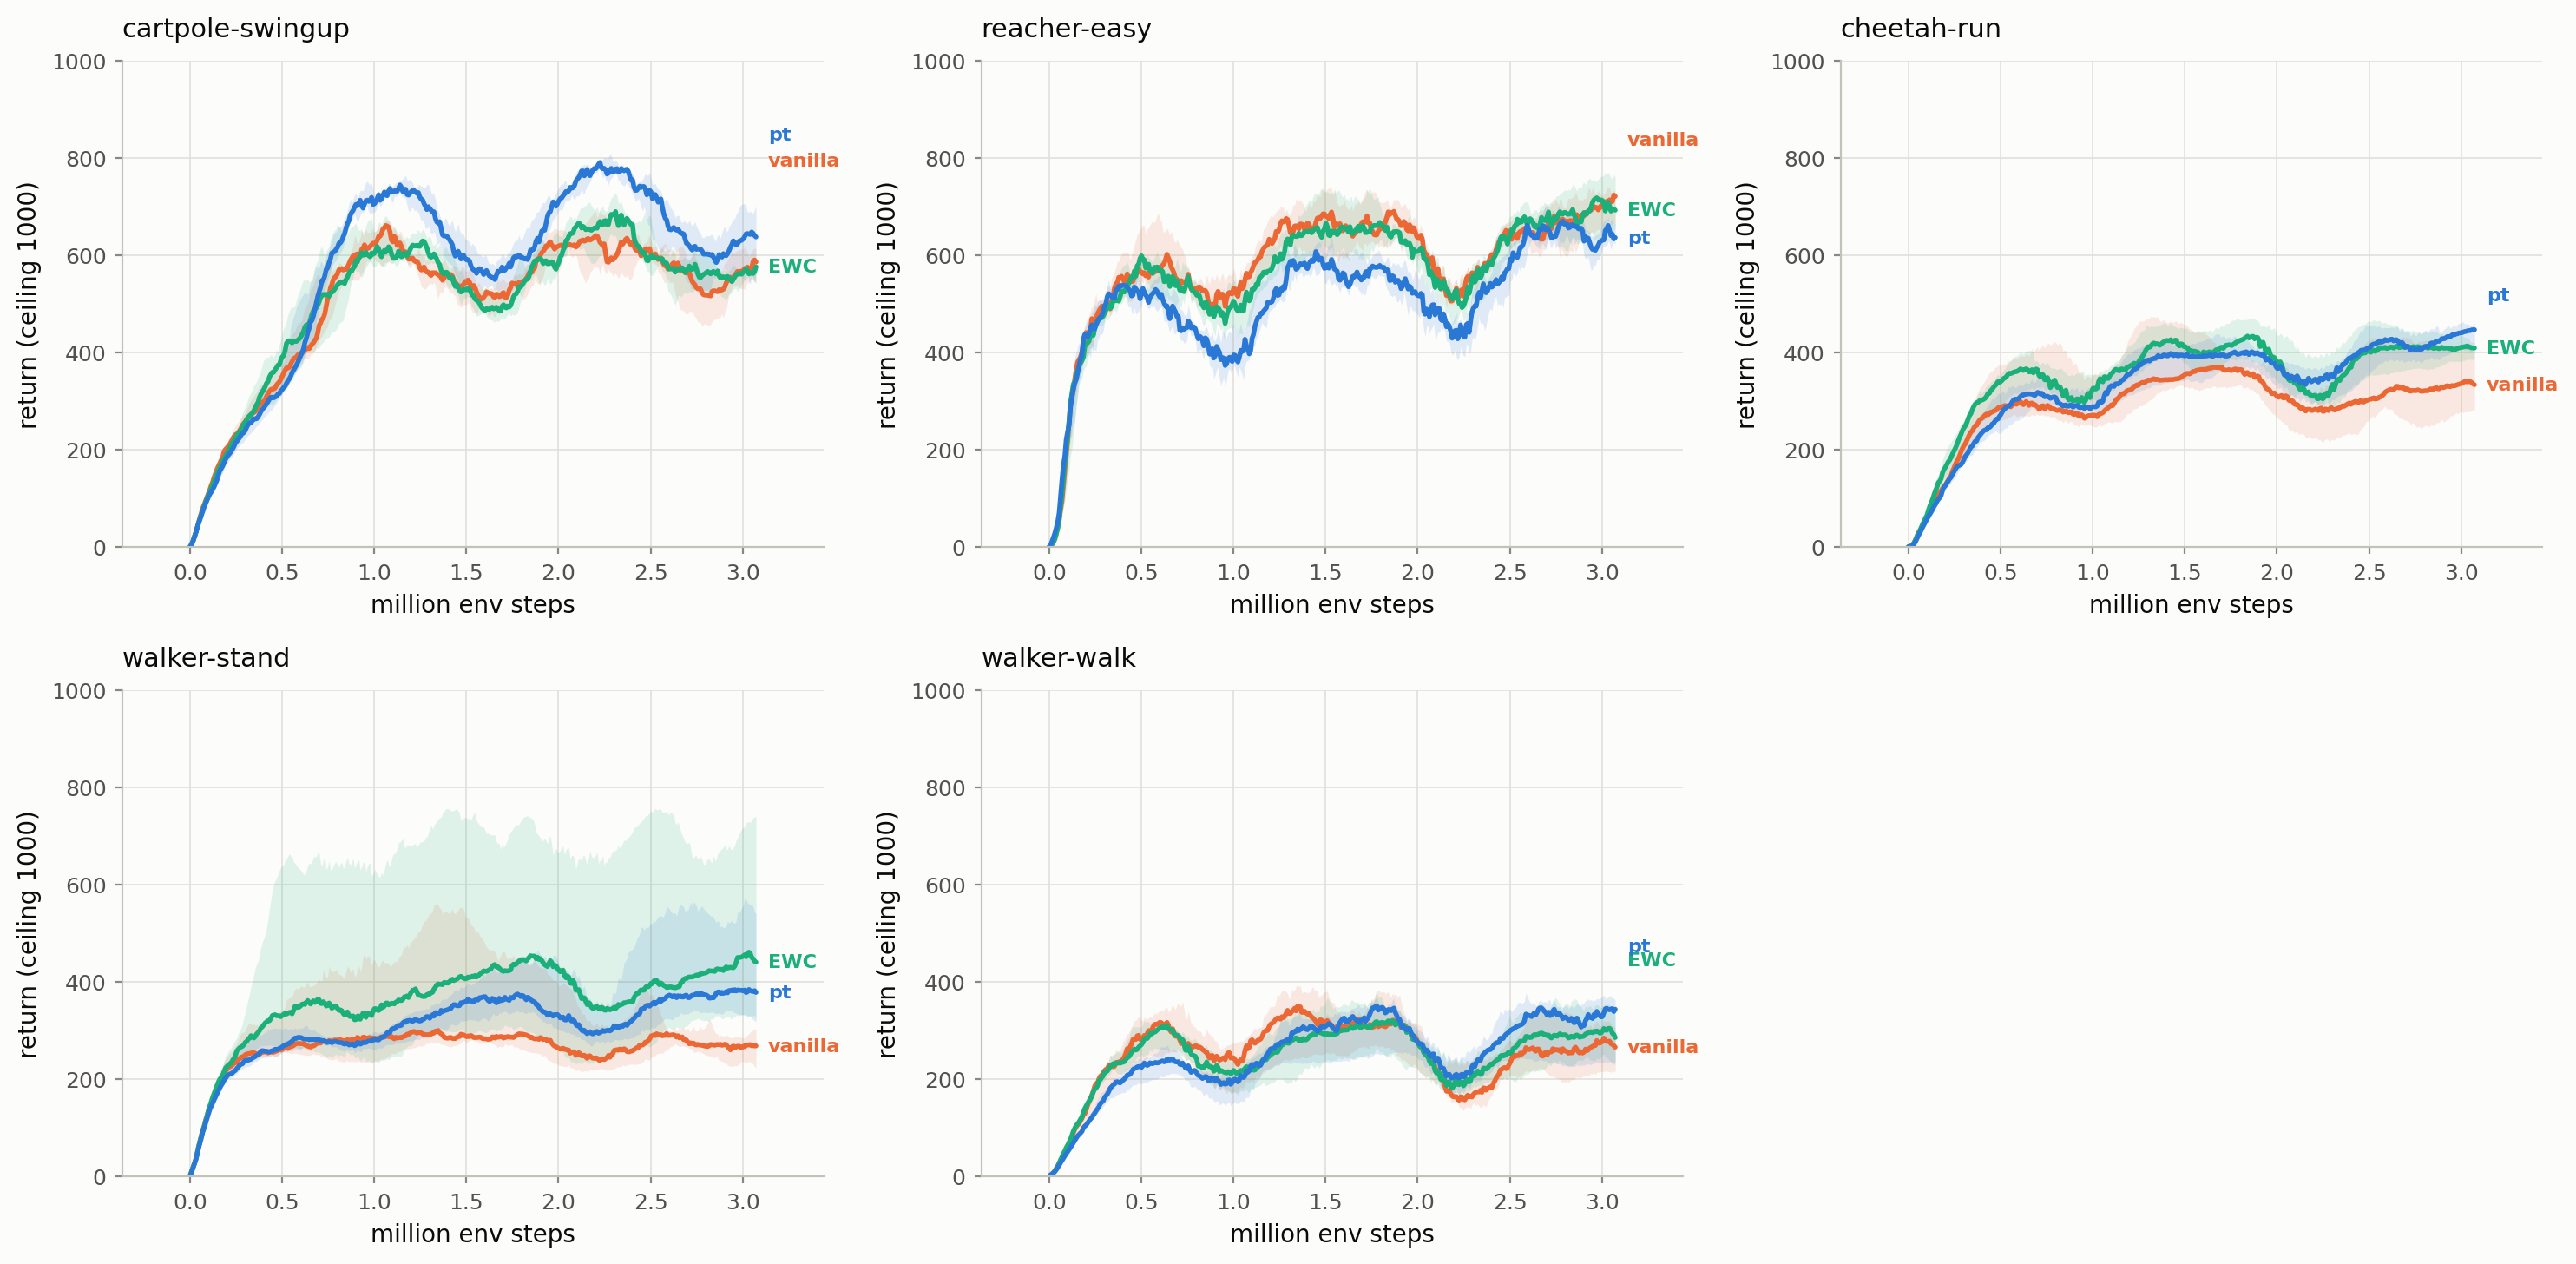 cartpole-swingup
return (ceiling 1000)
1000
800
600
400
200
0
0.0 0.5 1.0 1.5 2.0 2.5 3.0
million env steps
pt
vanilla
EWC
reacher-easy
return (ceiling 1000)
1000
800
600
400
200
0
0.0 0.5 1.0 1.5 2.0 2.5 3.0
million env steps
vanilla
EWC
pt
cheetah-run
return (ceiling 1000)
1000
800
600
400
200
0
0.0 0.5 1.0 1.5 2.0 2.5 3.0
million env steps
pt
EWC
vanilla
walker-stand
return (ceiling 1000)
1000
800
600
400
200
0
0.0 0.5 1.0 1.5 2.0 2.5 3.0
million env steps
EWC
pt
vanilla
walker-walk
return (ceiling 1000)
1000
800
600
400
200
0
0.0 0.5 1.0 1.5 2.0 2.5 3.0
million env steps
pt
EWC
vanilla